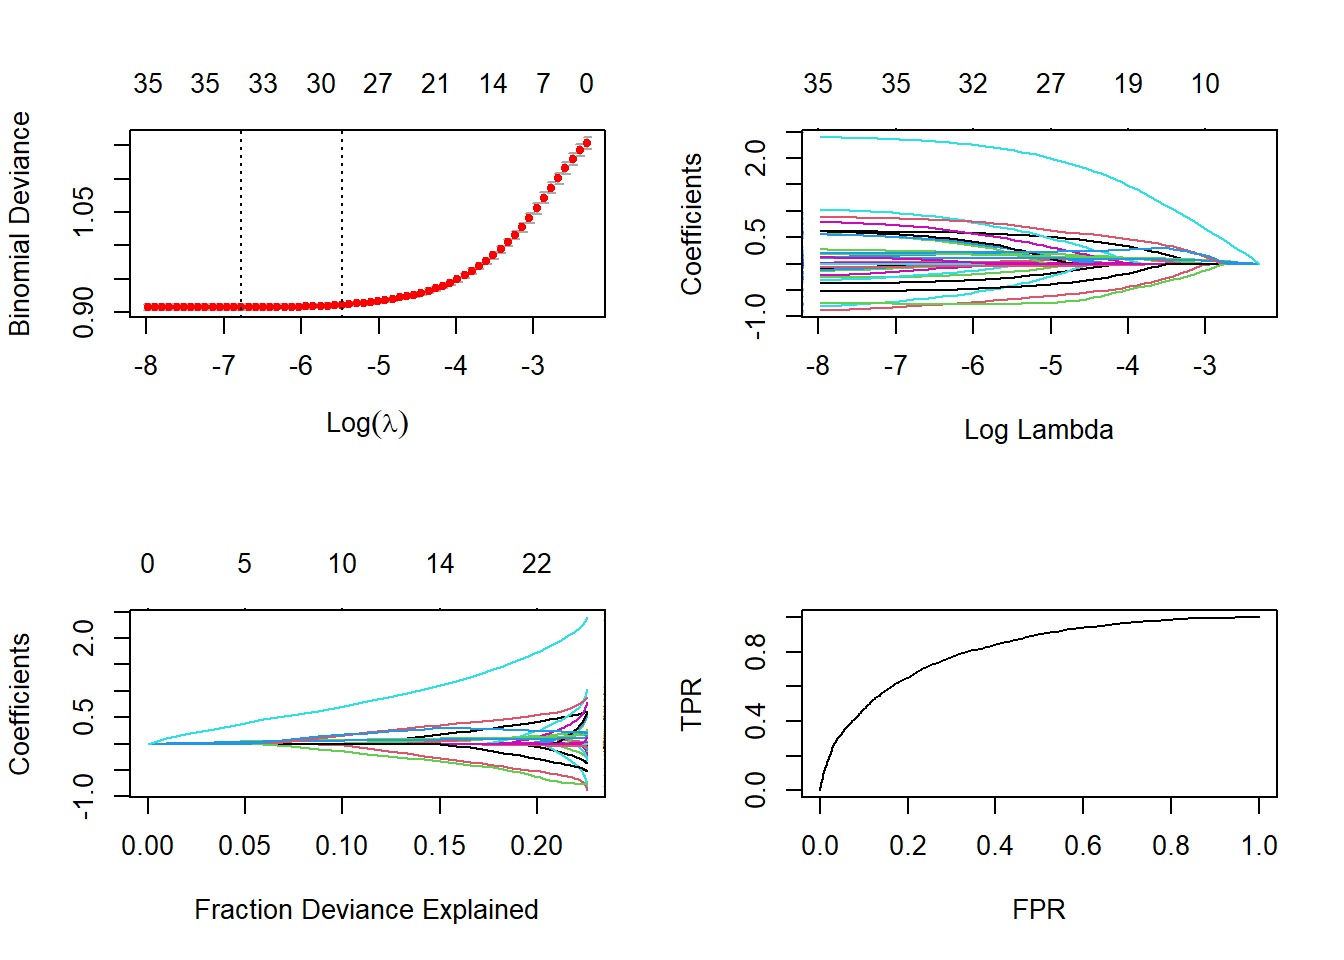 35 35 33 30 27 21 14 7 0
Binomial Deviance
0.90 1.05
-8 -7 -6 -5 -4 -3
Log(λ)
35 35 32 27 19 10
Coefficients
-1.0 0.5 2.0
-8 -7 -6 -5 -4 -3
Log Lambda
0 5 10 14 22
Coefficients
-1.0 0.5 2.0
0.00 0.05 0.10 0.15 0.20
Fraction Deviance Explained
TPR
0.0 0.4 0.8
0.0 0.2 0.4 0.6 0.8 1.0
FPR